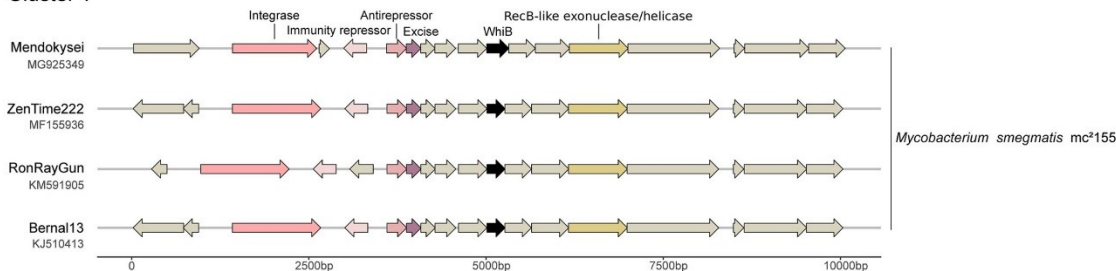 Integrase
Antirepressor
RecB-like exonuclease/helicase
Immunity repressor
Excise
WhiB
Mendokysei
MG925349
ZenTime222
MF155936
Mycobacterium smegmatis mc²155
RonRayGun
KM591905
Bernal13
KJ510413
0 2500bp 5000bp 7500bp 10000bp